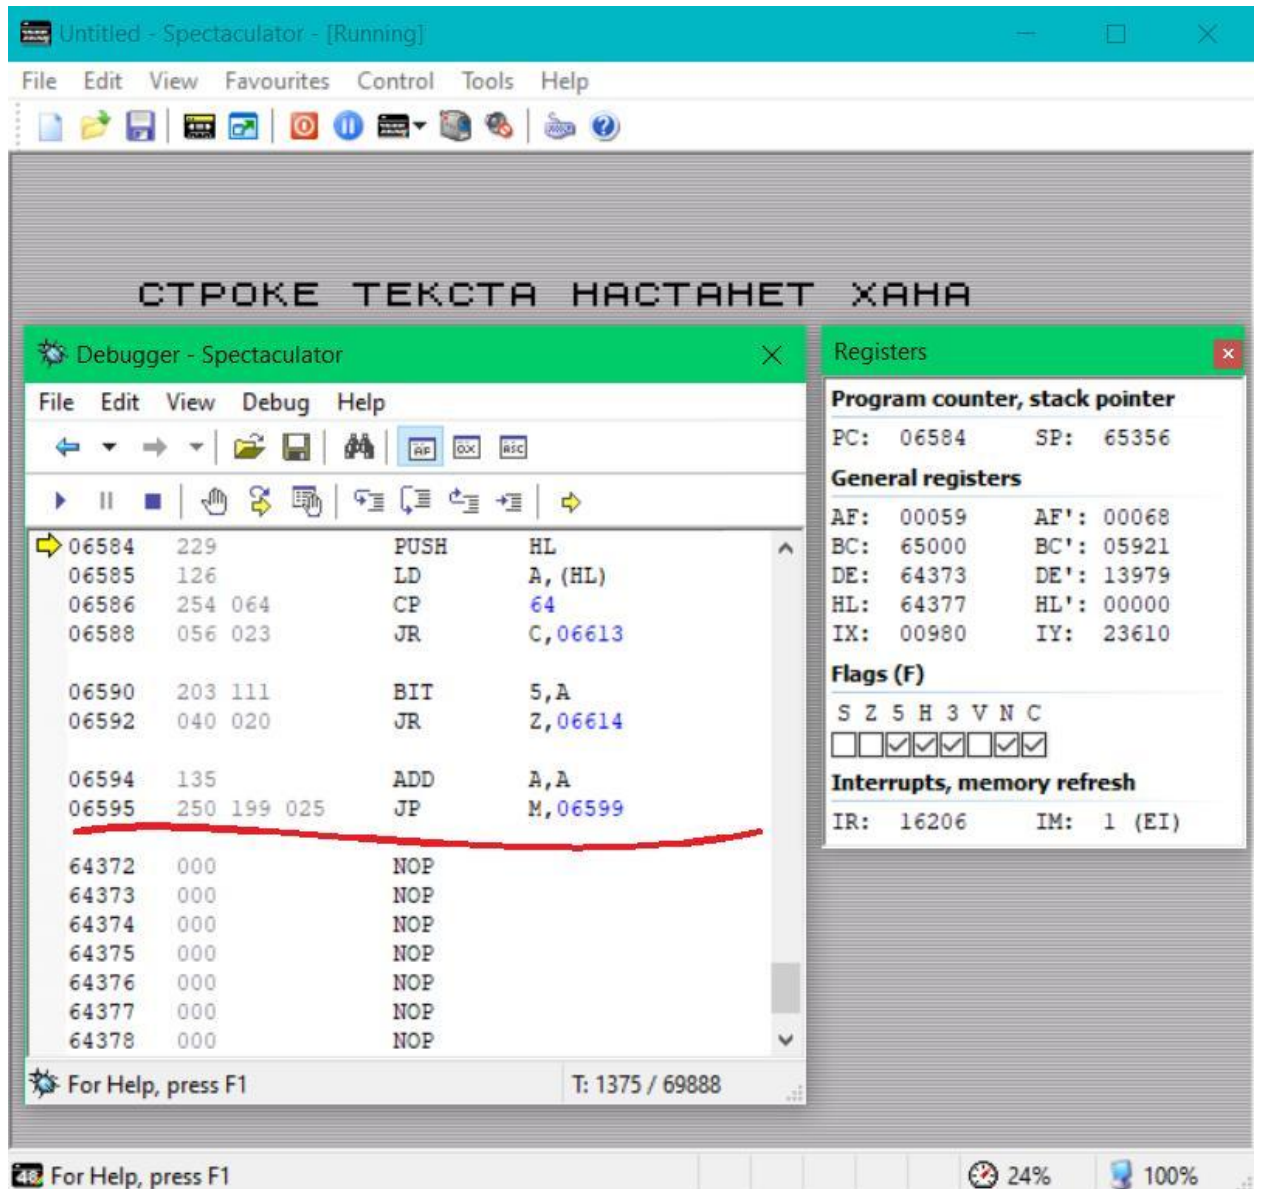 Untitled - Spectaculator - [Running]
File Edit View Favourites Control Tools Help
СТРОКЕ ТЕКСТА НАСТАНЕТ ХАНА
Debugger - Spectaculator
File Edit View Debug Help
06584 229 PUSH HL
06585 126 LD A,(HL)
06586 254 064 CP 64
06588 056 023 JR C,06613
06590 203 111 BIT 5,A
06592 040 020 JR Z,06614
06594 135 ADD A,A
06595 250 199 025 JP M,06599
64372 000 NOP
64373 000 NOP
64374 000 NOP
64375 000 NOP
64376 000 NOP
64377 000 NOP
64378 000 NOP
For Help, press F1 T: 1375 / 69888
Registers
Program counter, stack pointer
PC: 06584 SP: 65356
General registers
AF: 00059 AF': 00068
BC: 65000 BC': 05921
DE: 64373 DE': 13979
HL: 64377 HL': 00000
IX: 00980 IY: 23610
Flags (F)
S Z 5 H 3 V N C
Interrupts, memory refresh
IR: 16206 IM: 1 (EI)
48 For Help, press F1 24% 100%